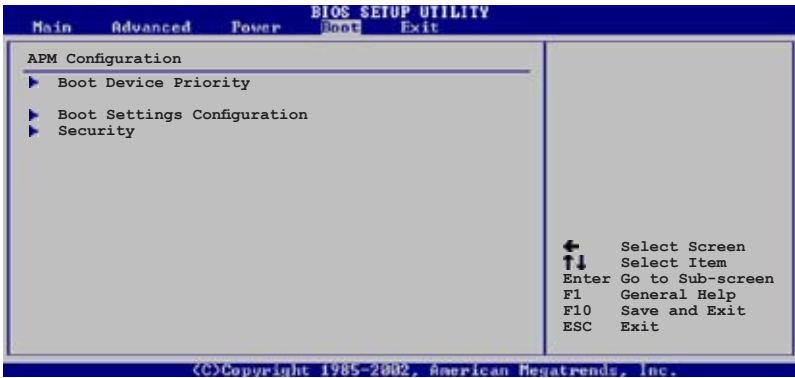 BIOS SETUP UTILITY
Main Advanced Power Boot Exit
APM Configuration
Boot Device Priority
Boot Settings Configuration
Security
← Select Screen
↑↓ Select Item
Enter Go to Sub-screen
F1 General Help
F10 Save and Exit
ESC Exit
(C)Copyright 1985-2002, American Megatrends, Inc.